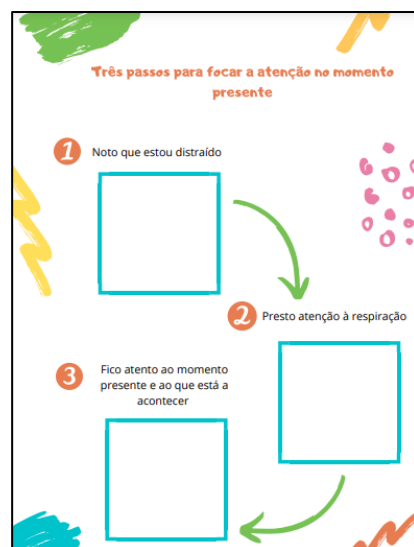 Três passos para focar a atenção no momento
presente
1
Noto que estou distraído
2
Presto atenção à respiração
3
Fico atento ao momento
presente e ao que está a
acontecer